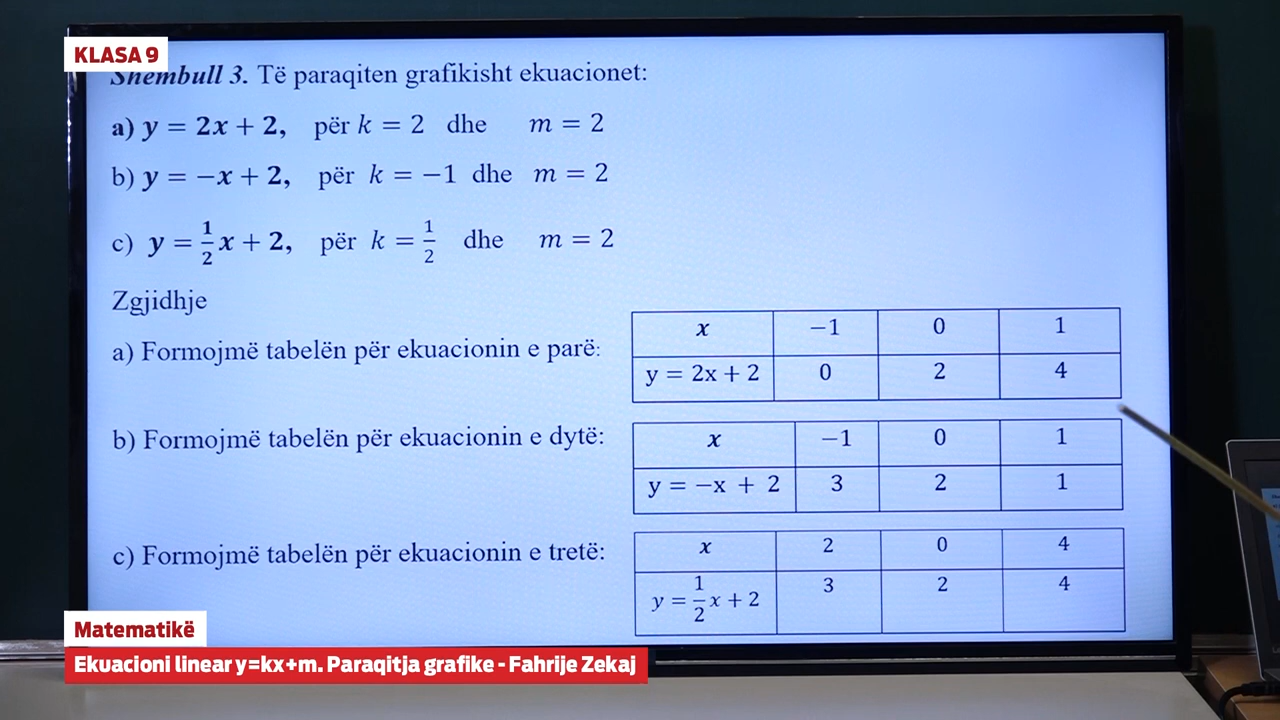 KLASA 9
Shembull 3. Të paraqiten grafikisht ekuacionet:
a) y = 2x + 2, për k = 2 dhe m = 2
b) y = −x + 2, për k = −1 dhe m = 2
c) y = 1/2 x + 2, për k = 1/2 dhe m = 2
Zgjidhje
a) Formojmë tabelën për ekuacionin e parë:
x −1 0 1
y = 2x + 2 0 2 4
b) Formojmë tabelën për ekuacionin e dytë:
x −1 0 1
y = −x + 2 3 2 1
c) Formojmë tabelën për ekuacionin e tretë:
x 2 0 4
y = 1/2 x + 2 3 2 4
Matematikë
Ekuacioni linear y=kx+m. Paraqitja grafike - Fahrije Zekaj